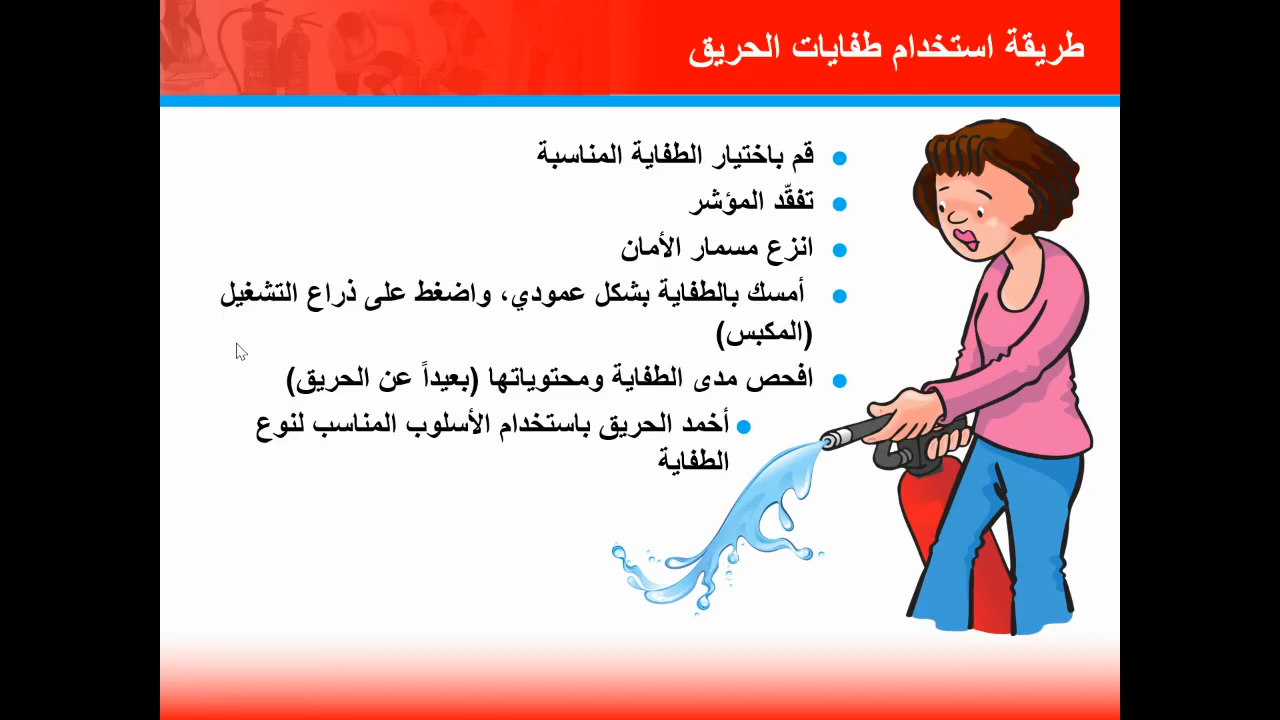 طريقة استخدام طفايات الحريق
قم باختيار الطفاية المناسبة
تفقّد المؤشر
انزع مسمار الأمان
أمسك بالطفاية بشكل عمودي، واضغط على ذراع التشغيل
(المكبس)
افحص مدى الطفاية ومحتوياتها (بعيداً عن الحريق)
أخمد الحريق باستخدام الأسلوب المناسب لنوع
الطفاية